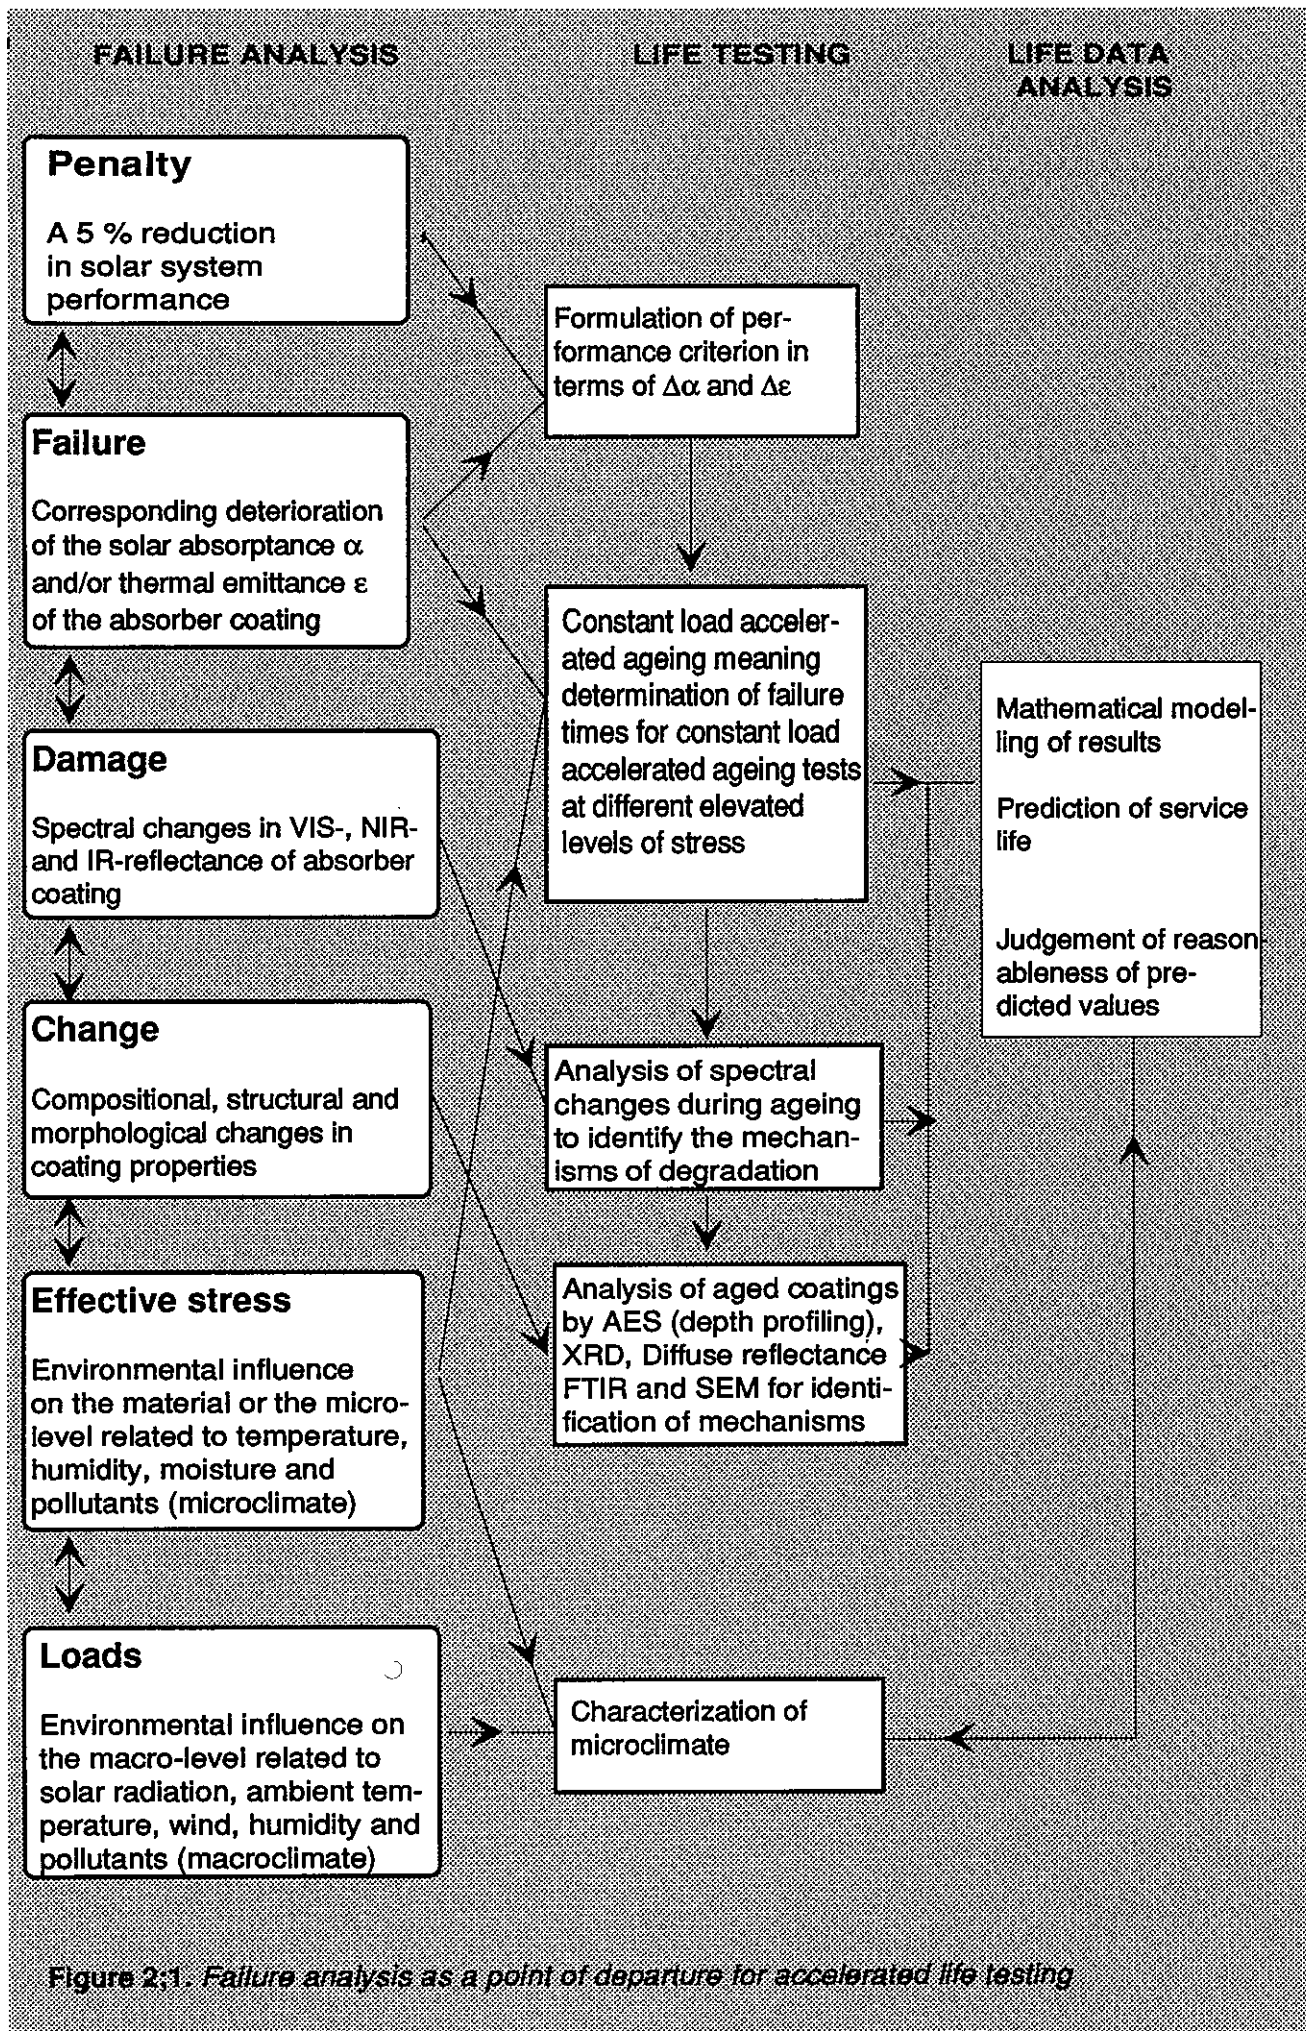 FAILURE ANALYSIS
LIFE TESTING
LIFE DATA
ANALYSIS
Penalty
A 5 % reduction
in solar system
performance
Failure
Corresponding deterioration
of the solar absorptance α
and/or thermal emittance ε
of the absorber coating
Damage
Spectral changes in VIS-, NIR-
and IR-reflectance of absorber
coating
Change
Compositional, structural and
morphological changes in
coating properties
Effective stress
Environmental influence
on the material or the micro-
level related to temperature,
humidity, moisture and
pollutants (microclimate)
Loads
Environmental influence on
the macro-level related to
solar radiation, ambient tem-
perature, wind, humidity and
pollutants (macroclimate)
Formulation of per-
formance criterion in
terms of Δα and Δε
Constant load acceler-
ated ageing meaning
determination of failure
times for constant load
accelerated ageing tests
at different elevated
levels of stress
Analysis of spectral
changes during ageing
to identify the mechan-
isms of degradation
Analysis of aged coatings
by AES (depth profiling),
XRD, Diffuse reflectance
FTIR and SEM for identi-
fication of mechanisms
Characterization of
microclimate
Mathematical model-
ling of results
Prediction of service
life
Judgement of reason-
ableness of pre-
dicted values
Figure 2;1. Failure analysis as a point of departure for accelerated life testing